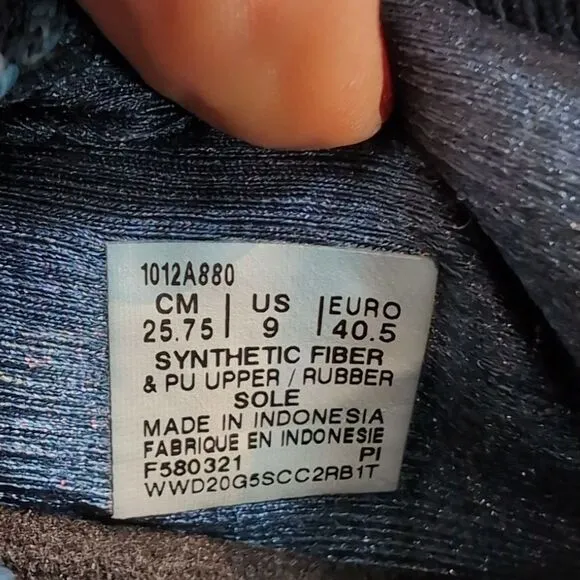 1012A880
CM | US | EURO
25.75 | 9 | 40.5
SYNTHETIC FIBER
& PU UPPER / RUBBER
SOLE
MADE IN INDONESIA
FABRIQUE EN INDONESIE
F580321 PI
WWD20G5SCC2RB1T